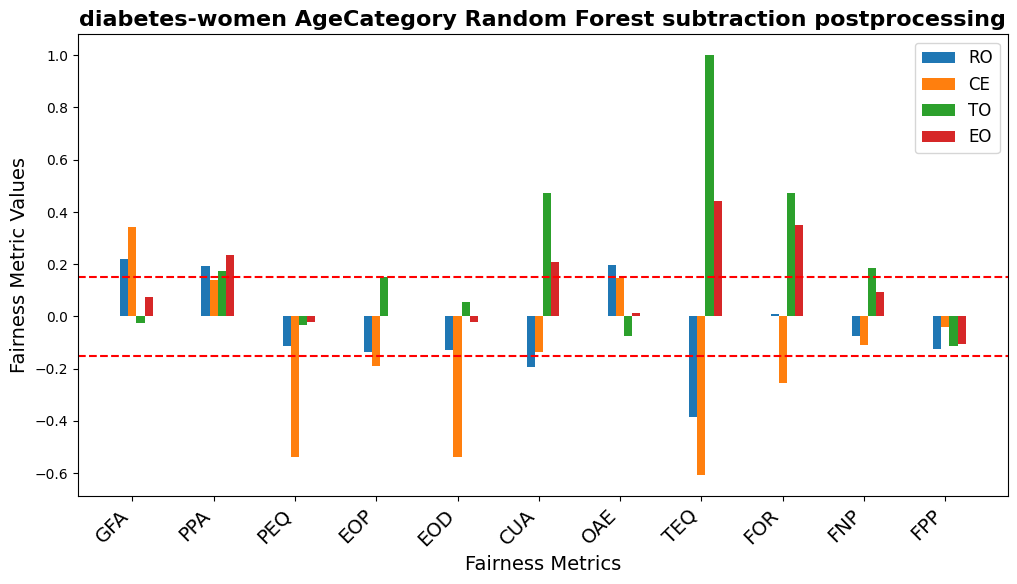 diabetes-women AgeCategory Random Forest subtraction postprocessing
RO
CE
TO
EO
Fairness Metric Values
1.0
0.8
0.6
0.4
0.2
0.0
−0.2
−0.4
−0.6
GFA
PPA
PEQ
EOP
EOD
CUA
OAE
TEQ
FOR
FNP
FPP
Fairness Metrics